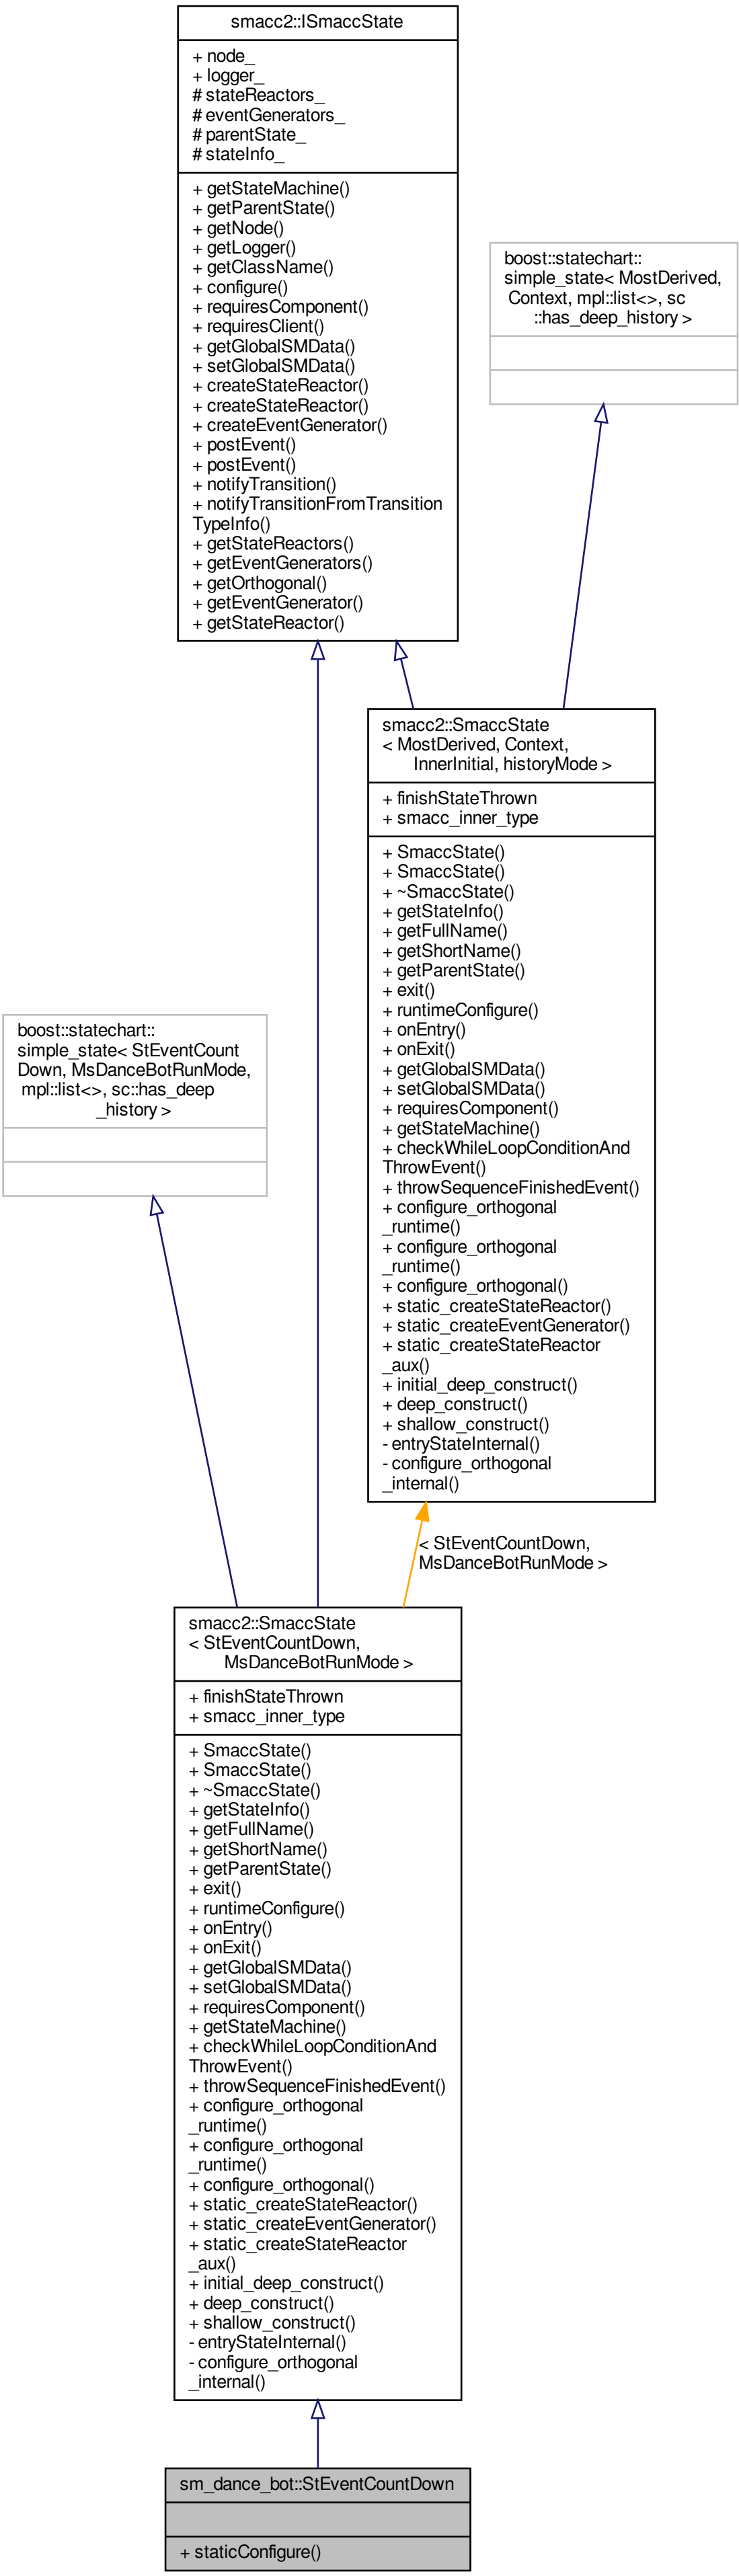 smacc2::ISmaccState
+ node_
+ logger_
# stateReactors_
# eventGenerators_
# parentState_
# stateInfo_
+ getStateMachine()
+ getParentState()
+ getNode()
+ getLogger()
+ getClassName()
+ configure()
+ requiresComponent()
+ requiresClient()
+ getGlobalSMData()
+ setGlobalSMData()
+ createStateReactor()
+ createStateReactor()
+ createEventGenerator()
+ postEvent()
+ postEvent()
+ notifyTransition()
+ notifyTransitionFromTransition
TypeInfo()
+ getStateReactors()
+ getEventGenerators()
+ getOrthogonal()
+ getEventGenerator()
+ getStateReactor()
boost::statechart::
simple_state< MostDerived,
Context, mpl::list<>, sc
::has_deep_history >
smacc2::SmaccState
< MostDerived, Context,
InnerInitial, historyMode >
+ finishStateThrown
+ smacc_inner_type
+ SmaccState()
+ SmaccState()
+ ~SmaccState()
+ getStateInfo()
+ getFullName()
+ getShortName()
+ getParentState()
+ exit()
+ runtimeConfigure()
+ onEntry()
+ onExit()
+ getGlobalSMData()
+ setGlobalSMData()
+ requiresComponent()
+ getStateMachine()
+ checkWhileLoopConditionAnd
ThrowEvent()
+ throwSequenceFinishedEvent()
+ configure_orthogonal
_runtime()
+ configure_orthogonal
_runtime()
+ configure_orthogonal()
+ static_createStateReactor()
+ static_createEventGenerator()
+ static_createStateReactor
_aux()
+ initial_deep_construct()
+ deep_construct()
+ shallow_construct()
- entryStateInternal()
- configure_orthogonal
_internal()
boost::statechart::
simple_state< StEventCount
Down, MsDanceBotRunMode,
mpl::list<>, sc::has_deep
_history >
< StEventCountDown,
MsDanceBotRunMode >
smacc2::SmaccState
< StEventCountDown,
MsDanceBotRunMode >
+ finishStateThrown
+ smacc_inner_type
+ SmaccState()
+ SmaccState()
+ ~SmaccState()
+ getStateInfo()
+ getFullName()
+ getShortName()
+ getParentState()
+ exit()
+ runtimeConfigure()
+ onEntry()
+ onExit()
+ getGlobalSMData()
+ setGlobalSMData()
+ requiresComponent()
+ getStateMachine()
+ checkWhileLoopConditionAnd
ThrowEvent()
+ throwSequenceFinishedEvent()
+ configure_orthogonal
_runtime()
+ configure_orthogonal
_runtime()
+ configure_orthogonal()
+ static_createStateReactor()
+ static_createEventGenerator()
+ static_createStateReactor
_aux()
+ initial_deep_construct()
+ deep_construct()
+ shallow_construct()
- entryStateInternal()
- configure_orthogonal
_internal()
sm_dance_bot::StEventCountDown
+ staticConfigure()